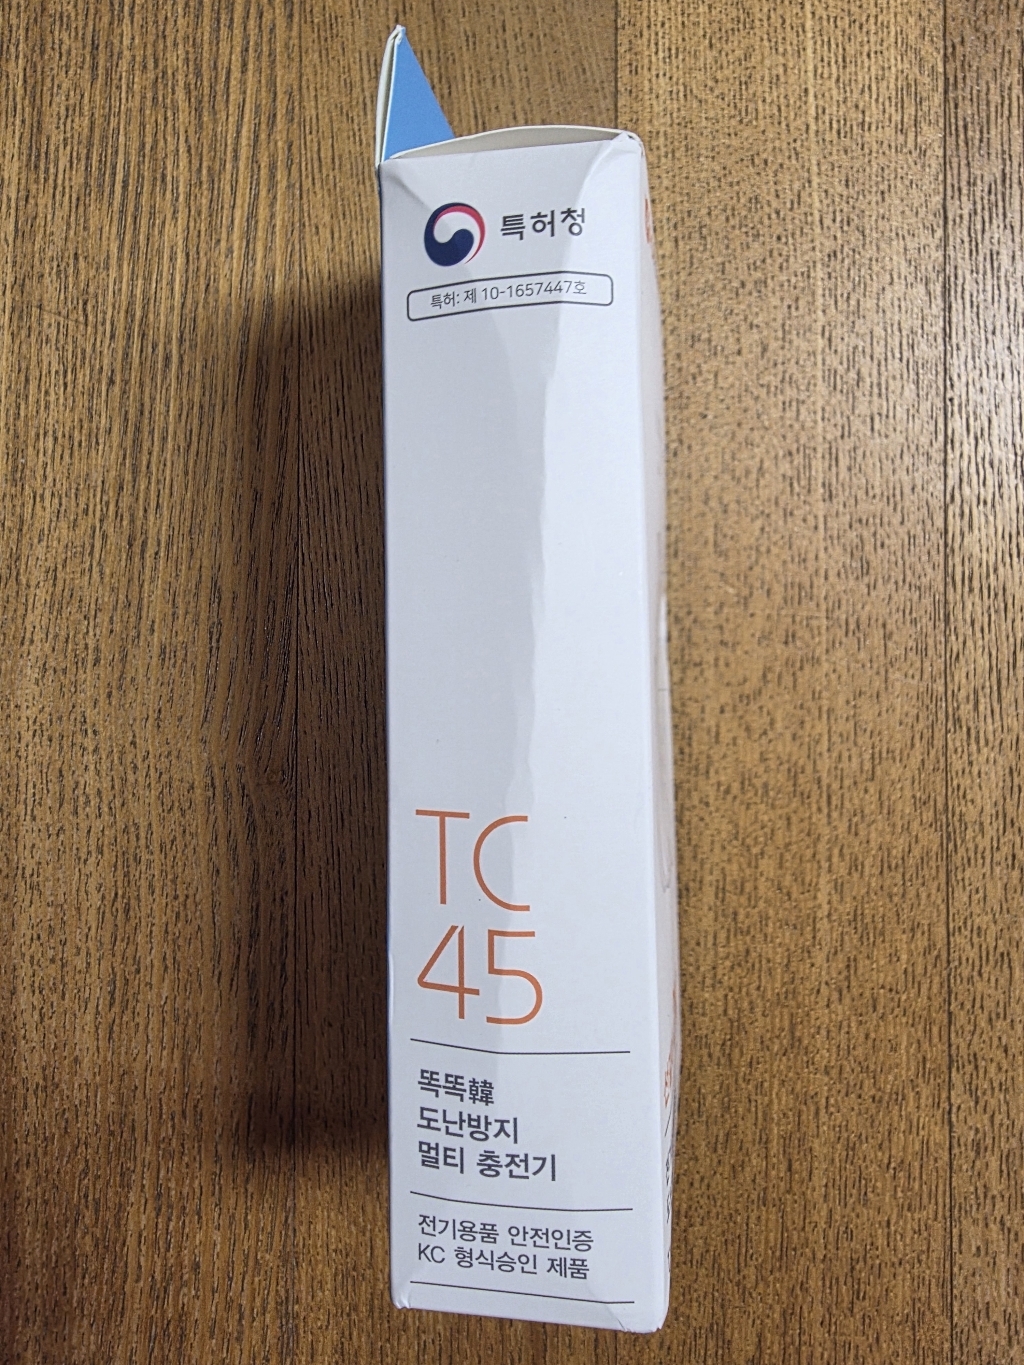 특허청
특허: 제 10-1657447호
TC
45
똑똑韓
도난방지
멀티 충전기
전기용품 안전인증
KC 형식승인 제품